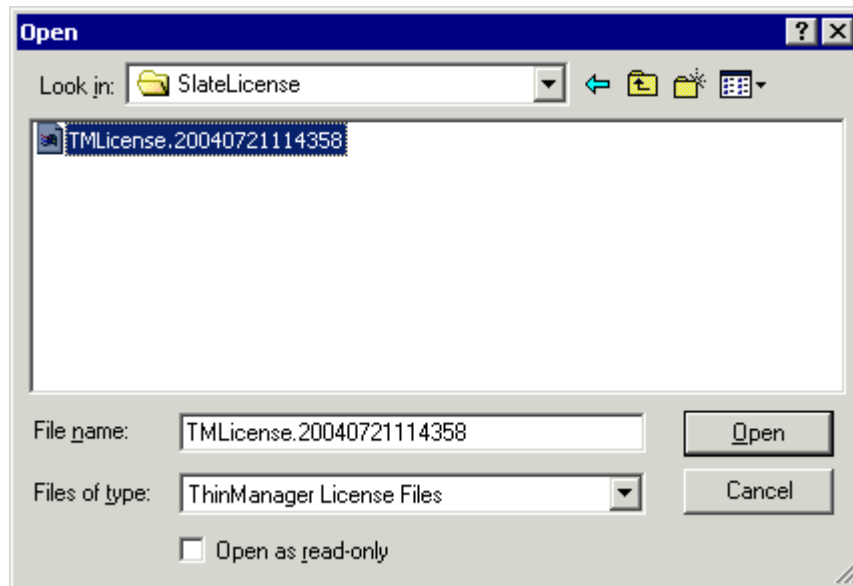 Open
Look in: SlateLicense
TMLicense.20040721114358
File name: TMLicense.20040721114358 Open
Files of type: ThinManager License Files Cancel
Open as read-only